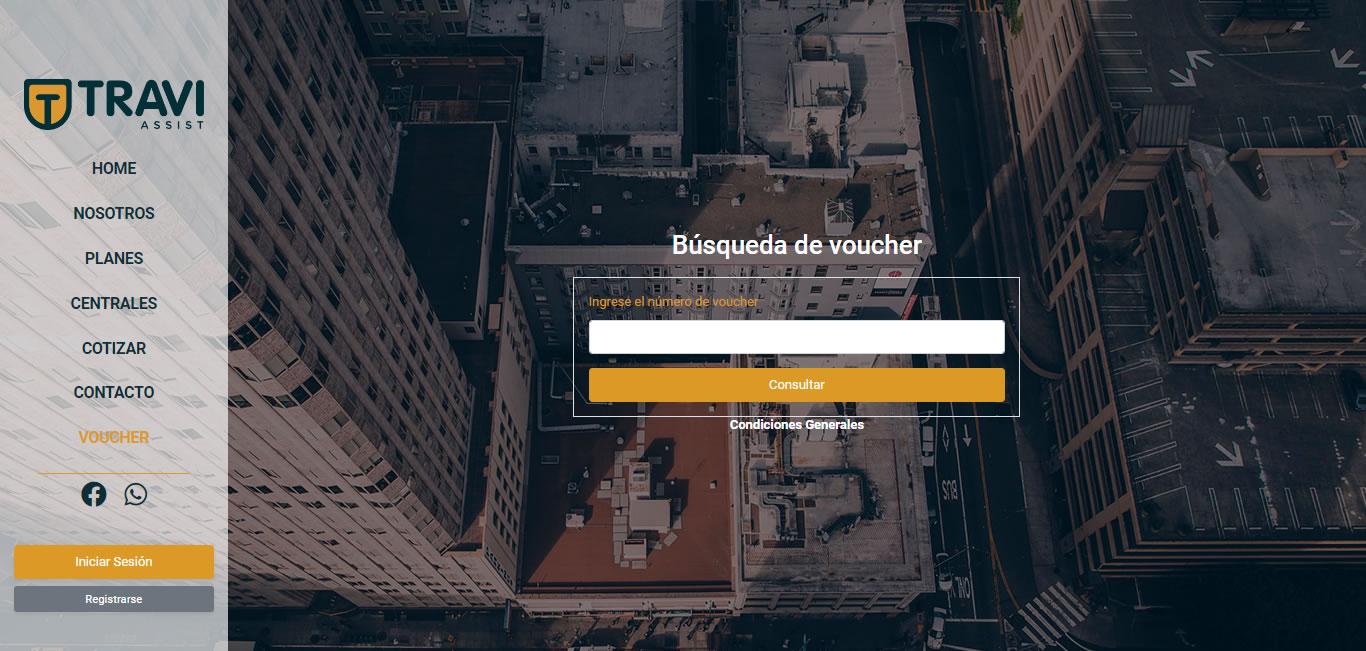 TRAVI
ASSIST
HOME
NOSOTROS
PLANES
CENTRALES
COTIZAR
CONTACTO
VOUCHER
Iniciar Sesión
Registrarse
Búsqueda de voucher
Ingrese el número de voucher
Consultar
Condiciones Generales
BUS
ONLY